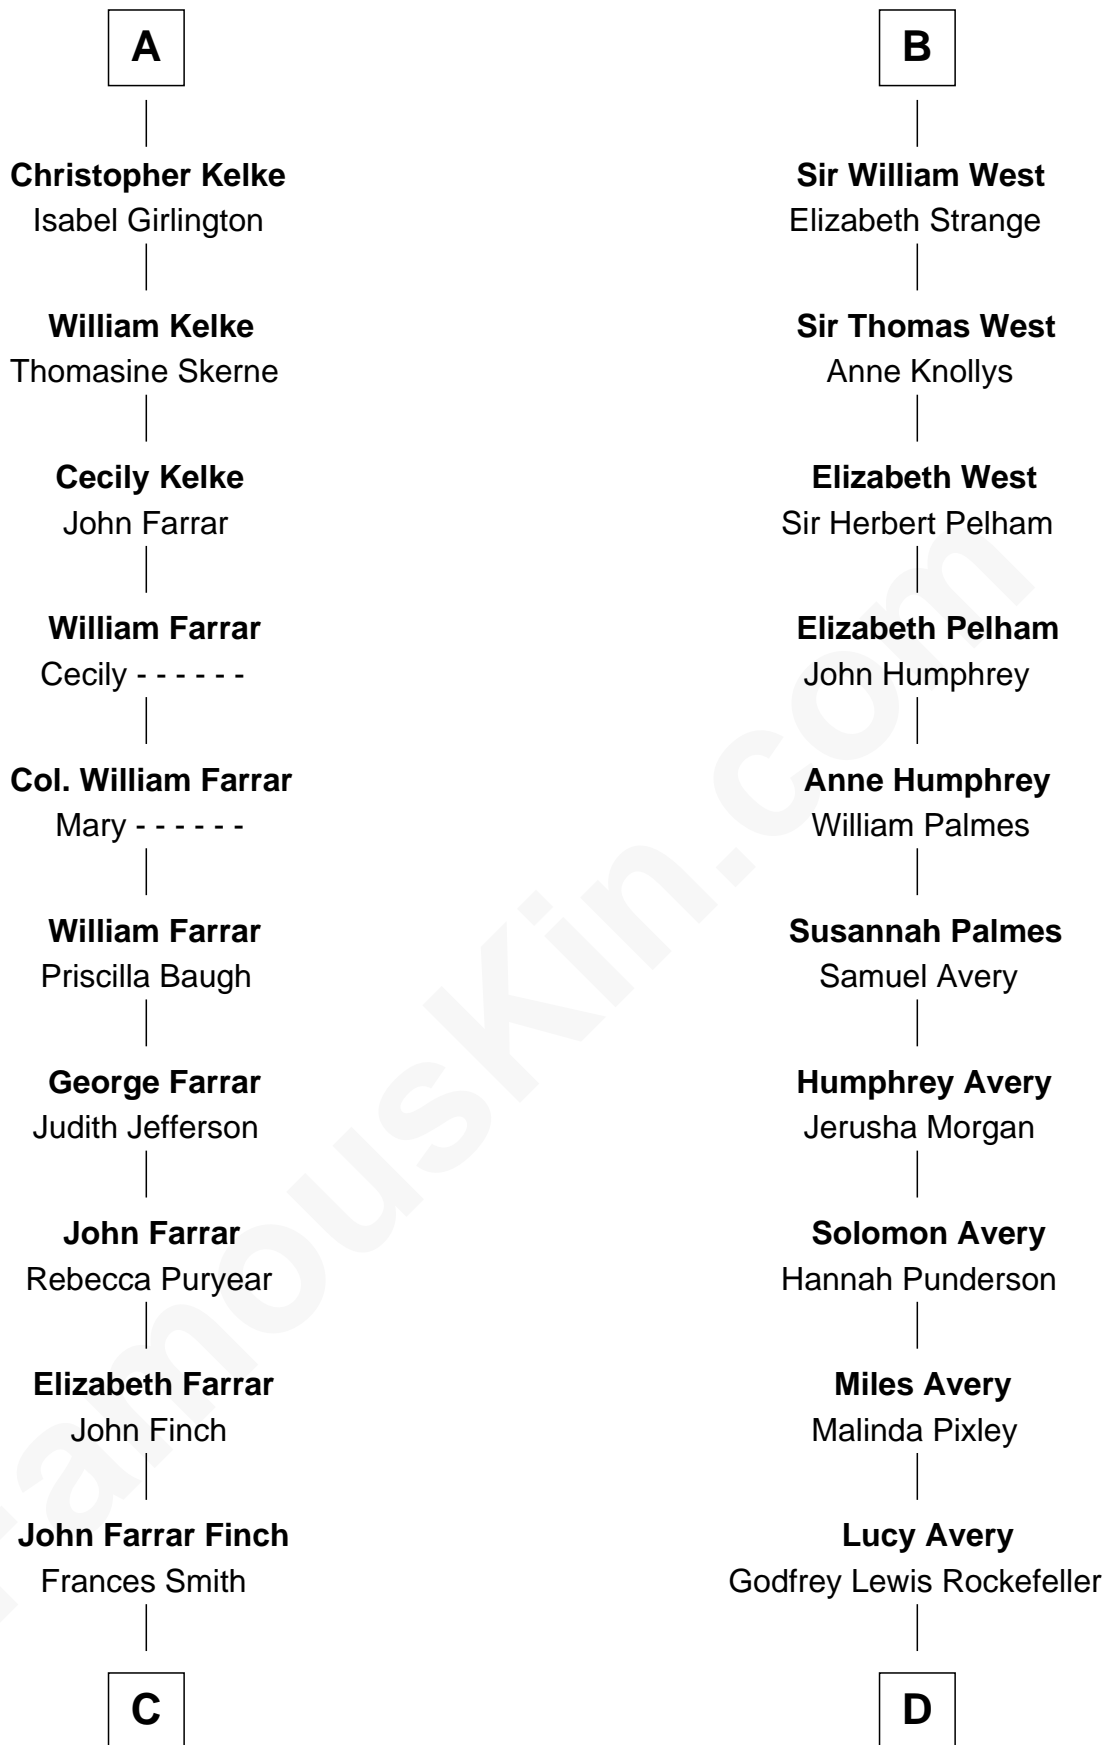 A
Christopher Kelke
Isabel Girlington
William Kelke
Thomasine Skerne
Cecily Kelke
John Farrar
William Farrar
Cecily - - - - - -
Col. William Farrar
Mary - - - - - -
William Farrar
Priscilla Baugh
George Farrar
Judith Jefferson
John Farrar
Rebecca Puryear
Elizabeth Farrar
John Finch
John Farrar Finch
Frances Smith
C
B
Sir William West
Elizabeth Strange
Sir Thomas West
Anne Knollys
Elizabeth West
Sir Herbert Pelham
Elizabeth Pelham
John Humphrey
Anne Humphrey
William Palmes
Susannah Palmes
Samuel Avery
Humphrey Avery
Jerusha Morgan
Solomon Avery
Hannah Punderson
Miles Avery
Malinda Pixley
Lucy Avery
Godfrey Lewis Rockefeller
D
FamousKin.com